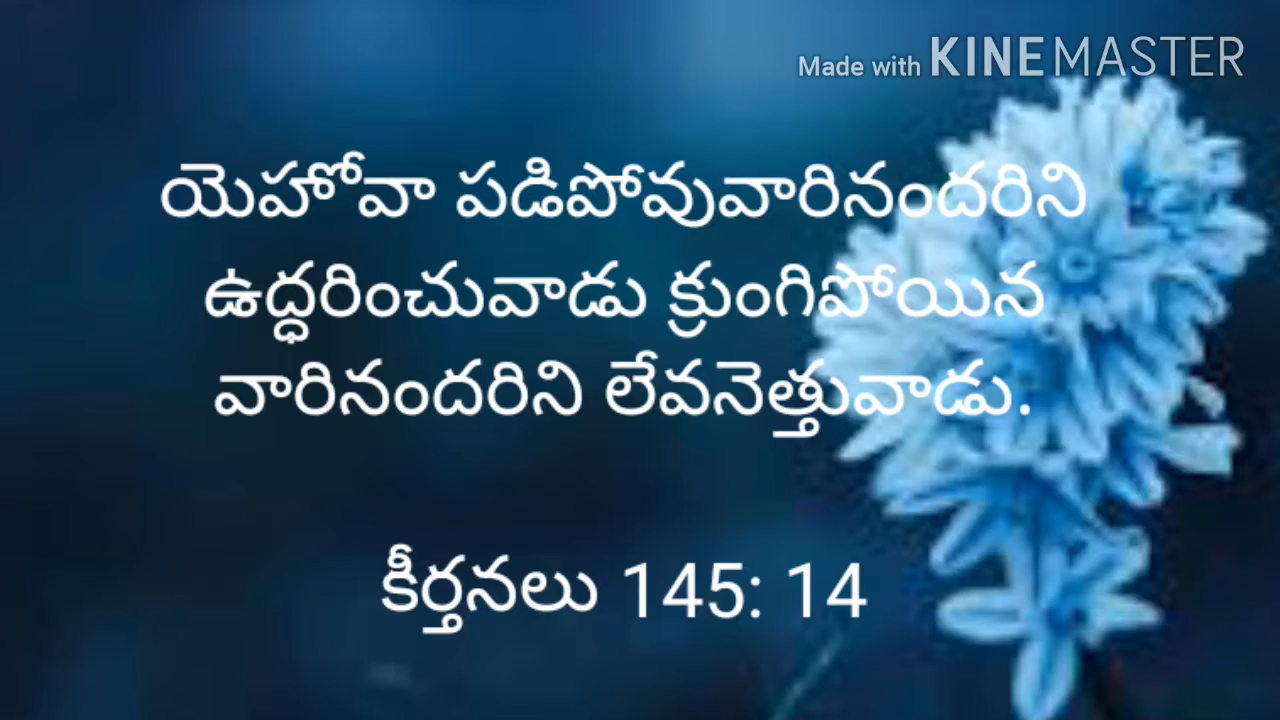 Made with KINEMASTER
యెహోవా పడిపోవువారినందరిని
ఉద్ధరించువాడు క్రుంగిపోయిన
వారినందరిని లేవనెత్తువాడు.
కీర్తనలు 145: 14